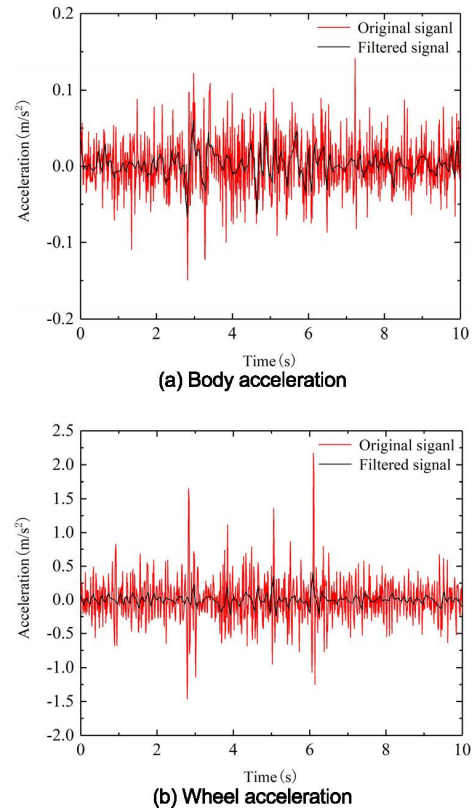 0.2
Original siganl
Filtered signal
0.1
0.0
-0.1
-0.2
Acceleration (m/s²)
0 2 4 6 8 10
Time (s)
(a) Body acceleration
2.5
Original siganl
Filtered signal
2.0
1.5
1.0
0.5
0.0
-0.5
-1.0
-1.5
-2.0
Acceleration (m/s²)
0 2 4 6 8 10
Time (s)
(b) Wheel acceleration